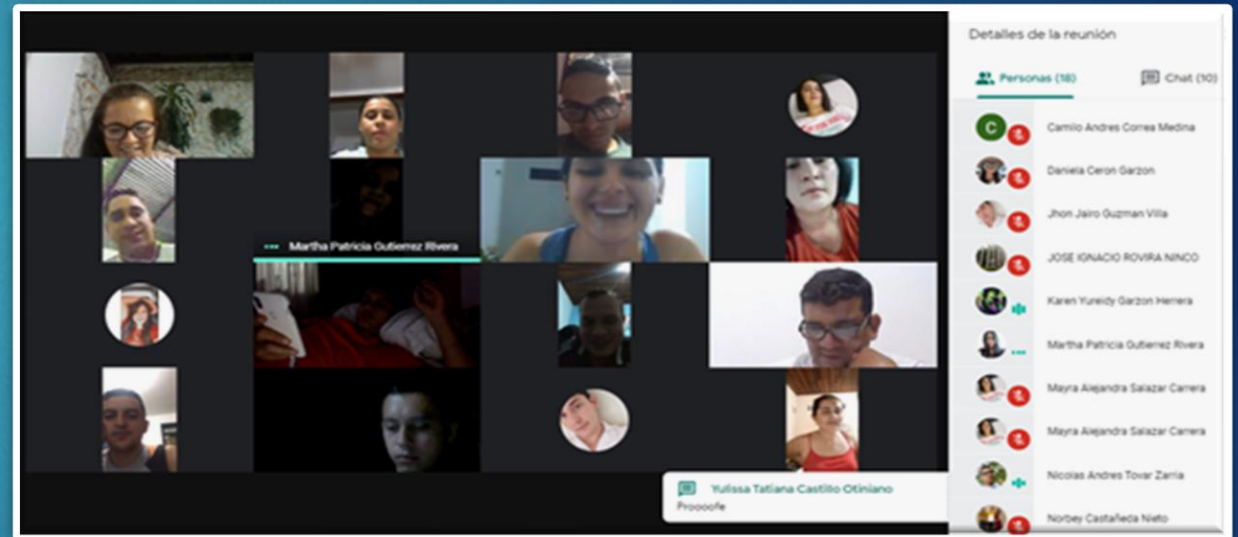 Detalles de la reunión
Personas (18)
Chat (10)
C
Camilo Andres Correa Medina
Daniela Ceron Garzon
Jhon Jairo Guzman Villa
JOSE IGNACIO ROVIRA NINCO
Karen Yureidy Garzon Herrera
Martha Patricia Gutierrez Rivera
Mayra Alejandra Salazar Carrera
Mayra Alejandra Salazar Carrera
Nicolas Andres Tovar Zarria
Norbey Castañeda Nieto
Martha Patricia Gutierrez Rivera
Yulissa Tatiana Castillo Otiniano
Proooofe